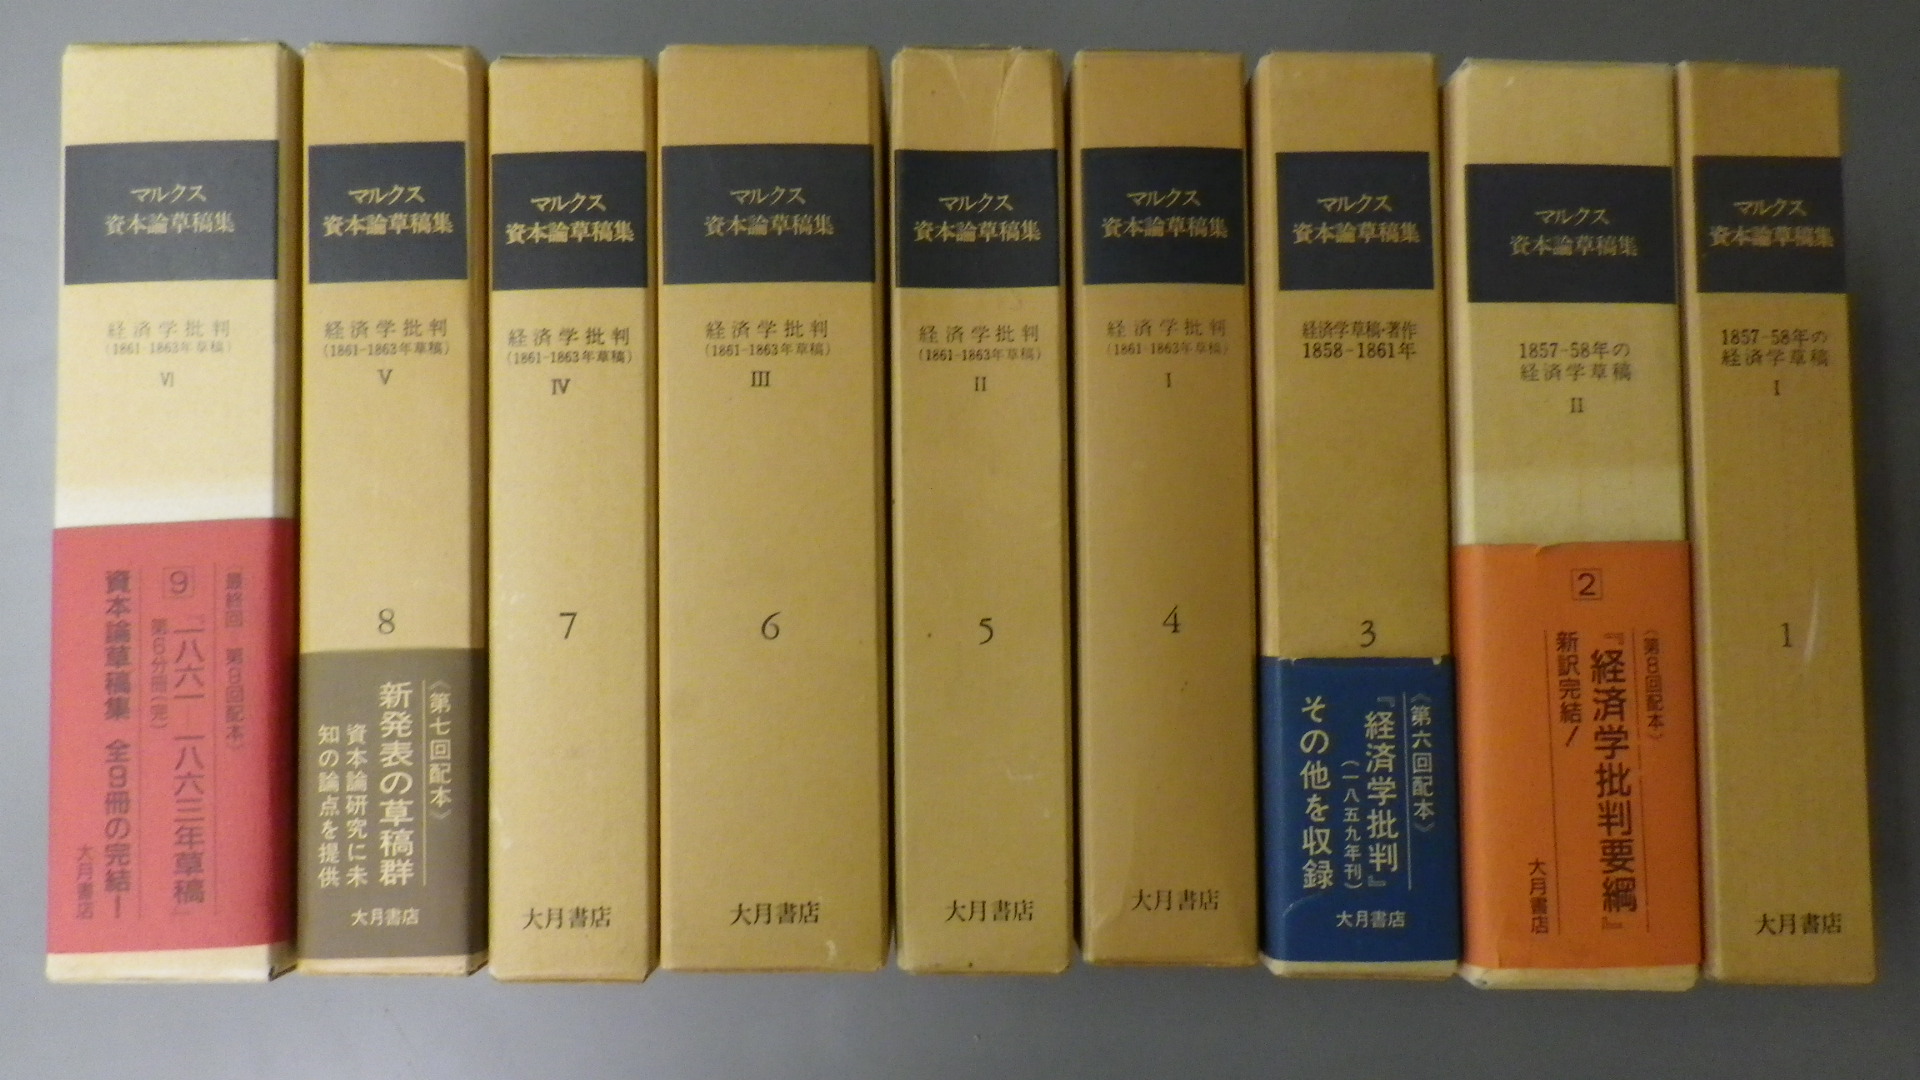 マルクス
資本論草稿集
経済学批判
(1861-1863年草稿)
VI
〈最終回 第9回配本〉
9
『一八六一―一八六三年草稿』
第6分冊(完)
資本論草稿集 全9冊の完結!
大月書店
マルクス
資本論草稿集
経済学批判
(1861-1863年草稿)
V
8
《第七回配本》
新発表の草稿群
資本論研究に未
知の論点を提供
大月書店
マルクス
資本論草稿集
経済学批判
(1861-1863年草稿)
IV
7
大月書店
マルクス
資本論草稿集
経済学批判
(1861-1863年草稿)
III
6
大月書店
マルクス
資本論草稿集
経済学批判
(1861-1863年草稿)
II
5
大月書店
マルクス
資本論草稿集
経済学批判
(1861-1863年草稿)
I
4
大月書店
マルクス
資本論草稿集
経済学草稿・著作
1858-1861年
3
《第六回配本》
『経済学批判』
(一八五九年刊)
その他を収録
大月書店
マルクス
資本論草稿集
1857-58年の
経済学草稿
II
2
〈第8回配本〉
『経済学批判要綱』
新訳完結!
大月書店
マルクス
資本論草稿集
1857-58年の
経済学草稿
I
1
大月書店